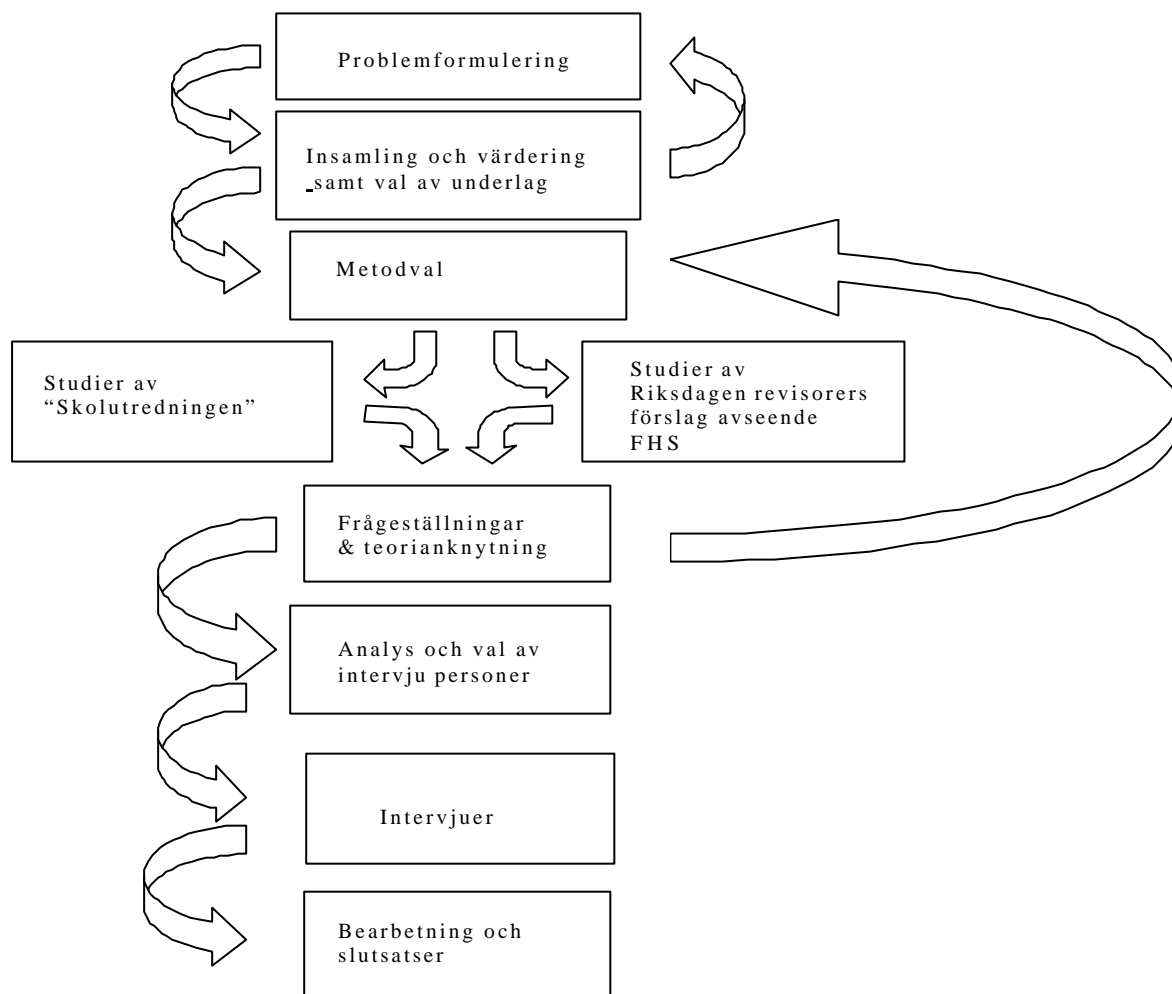 Problemformulering
Insamling och värdering
samt val av underlag
Metodval
Studier av
“Skolutredningen”
Studier av
Riksdagen revisorers
förslag avseende
FHS
Frågeställningar
& teorianknytning
Analys och val av
intervju personer
Intervjuer
Bearbetning och
slutsatser